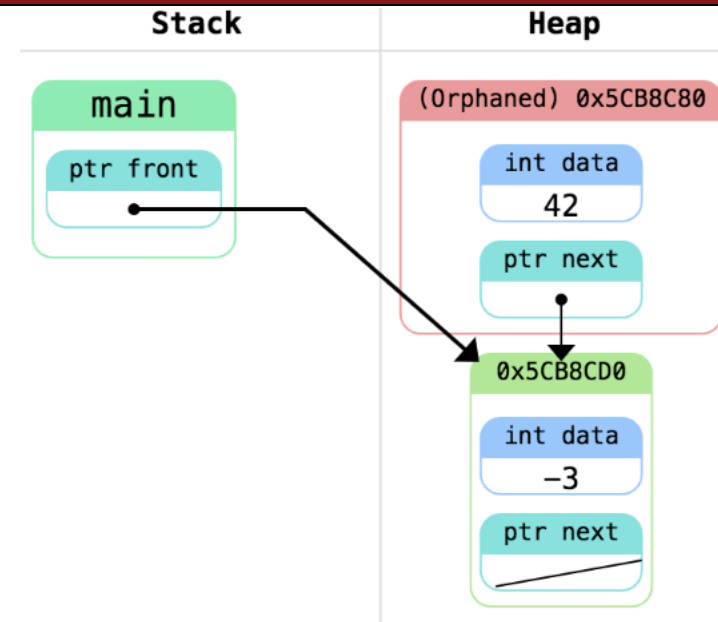 Stack
Heap
main
ptr front
(Orphaned) 0x5CB8C80
int data
42
ptr next
0x5CB8CD0
int data
−3
ptr next